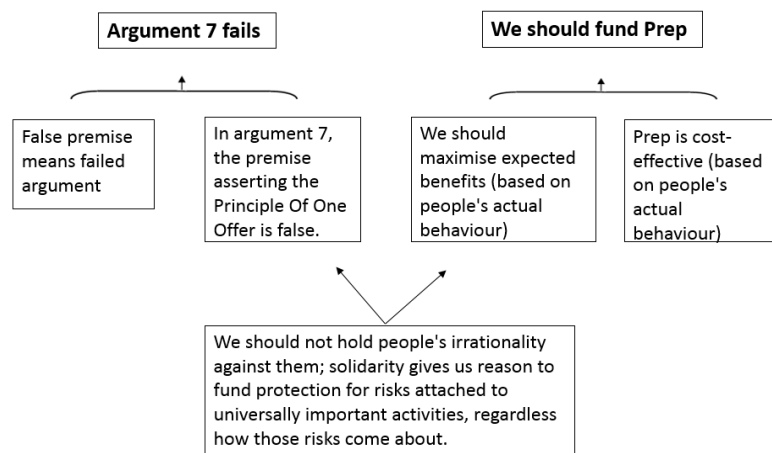 Argument 7 fails
We should fund Prep
False premise
means failed
argument
In argument 7,
the premise
asserting the
Principle Of One
Offer is false.
We should
maximise expected
benefits (based on
people's actual
behaviour)
Prep is cost-
effective (based
on people's
actual
behaviour)
We should not hold people's irrationality
against them; solidarity gives us reason to
fund protection for risks attached to
universally important activities, regardless
how those risks come about.